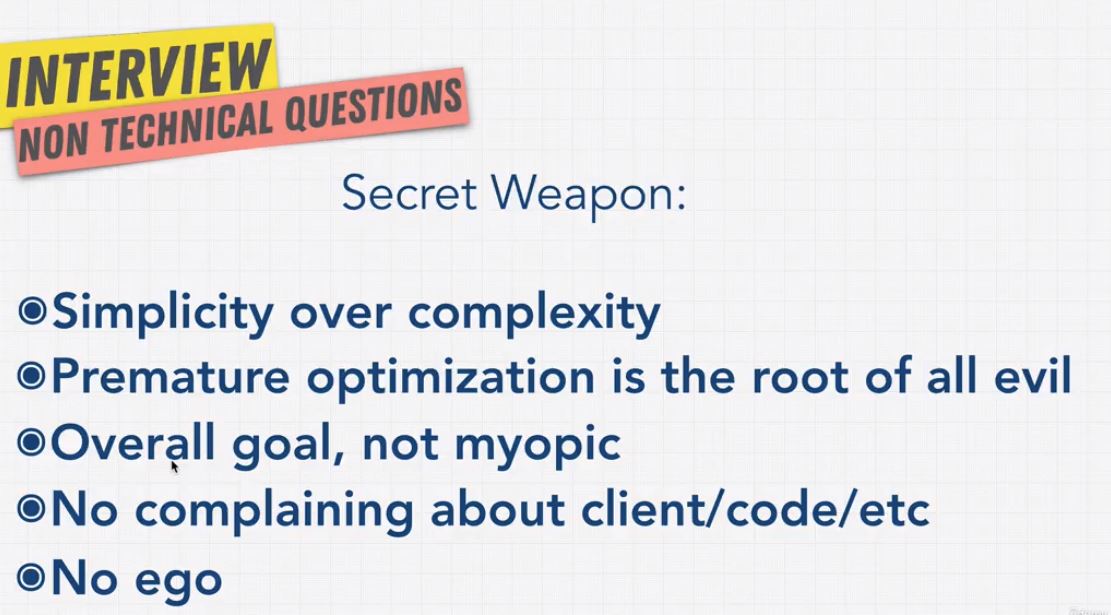 INTERVIEW
NON TECHNICAL QUESTIONS
Secret Weapon:
Simplicity over complexity
Premature optimization is the root of all evil
Overall goal, not myopic
No complaining about client/code/etc
No ego